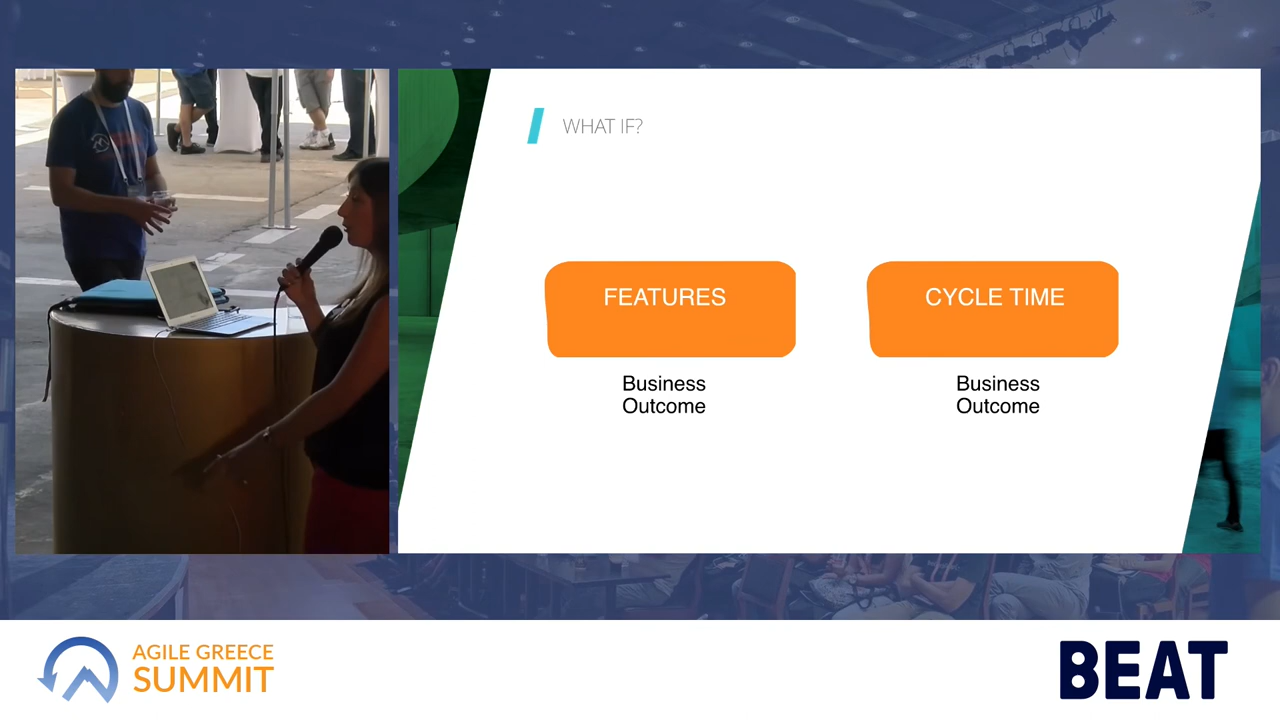 WHAT IF?
FEATURES
CYCLE TIME
Business
Outcome
Business
Outcome
AGILE GREECE
SUMMIT
BEAT